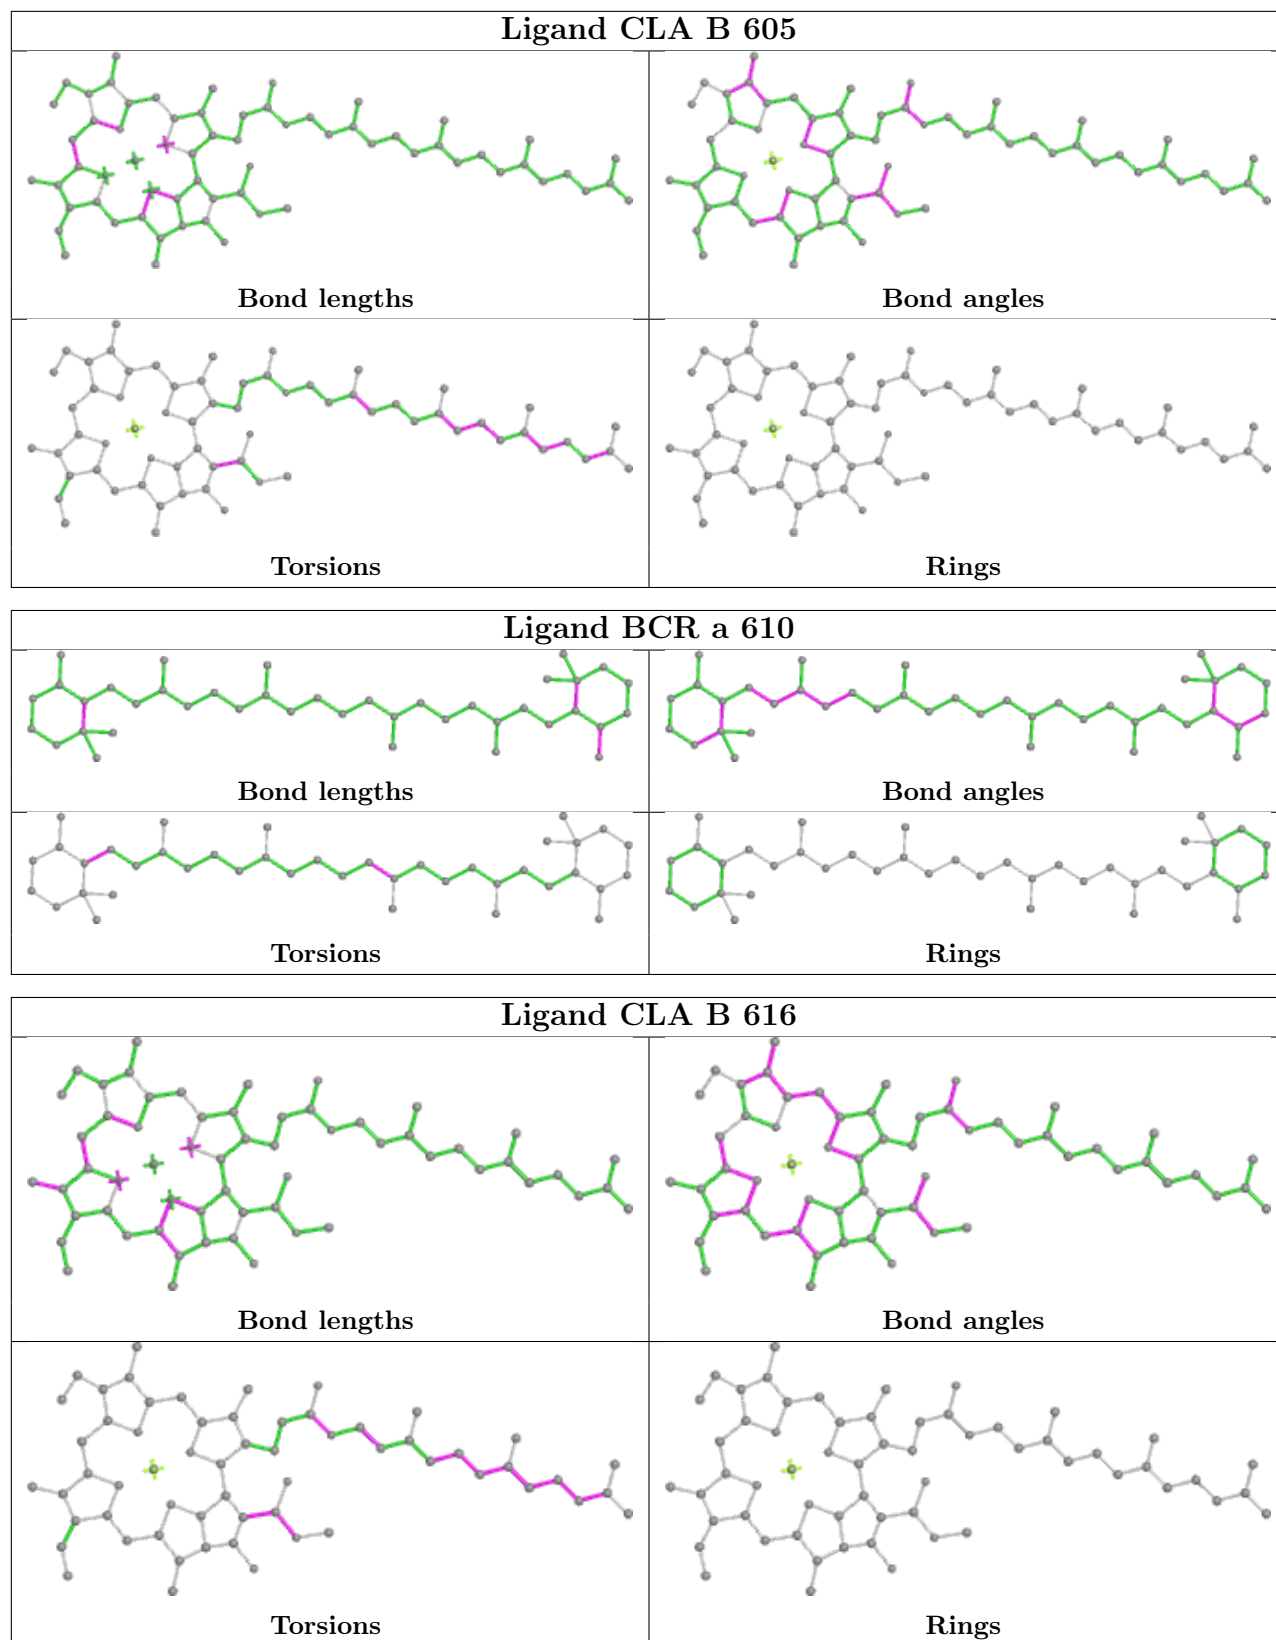 Ligand CLA B 605
Bond lengths
Bond angles
Torsions
Rings
Ligand BCR a 610
Bond lengths
Bond angles
Torsions
Rings
Ligand CLA B 616
Bond lengths
Bond angles
Torsions
Rings